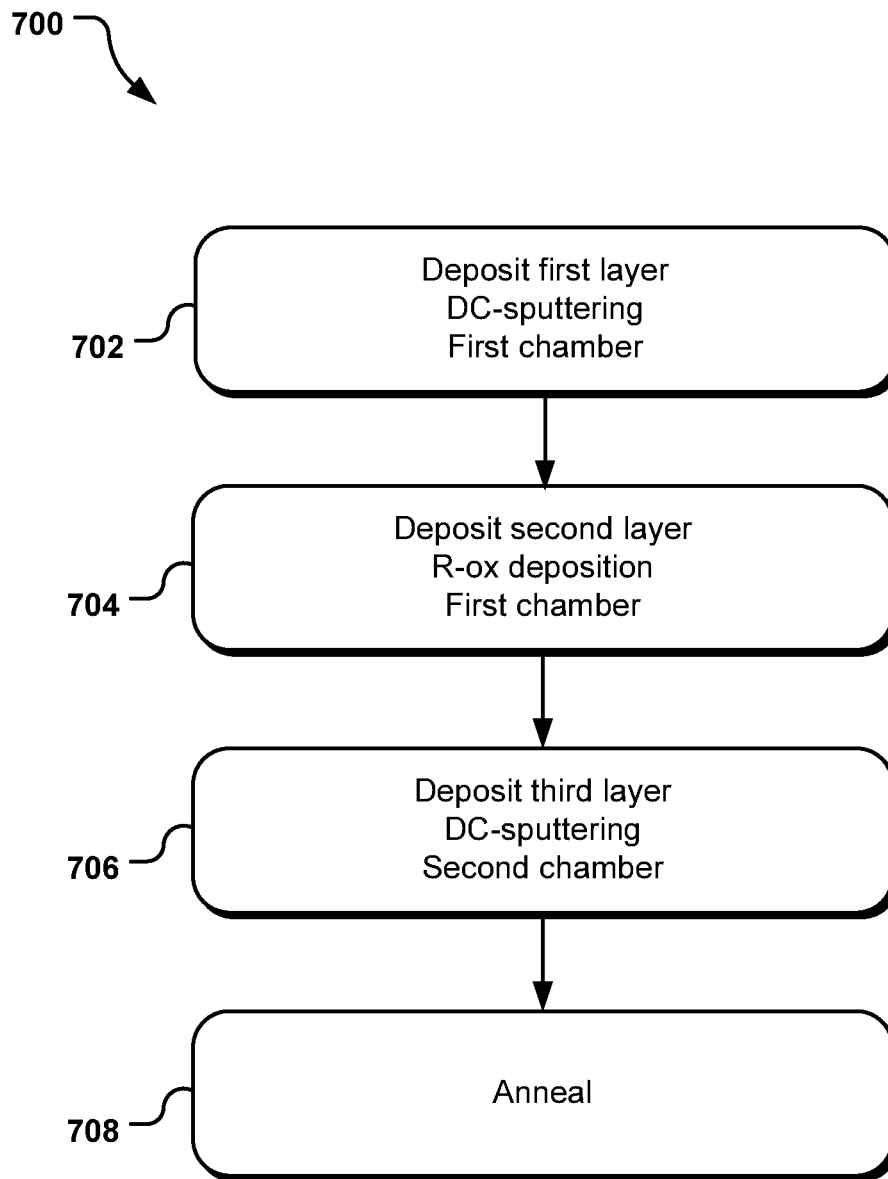 700
Deposit first layer
DC-sputtering
First chamber
702
Deposit second layer
R-ox deposition
First chamber
704
Deposit third layer
DC-sputtering
Second chamber
706
Anneal
708